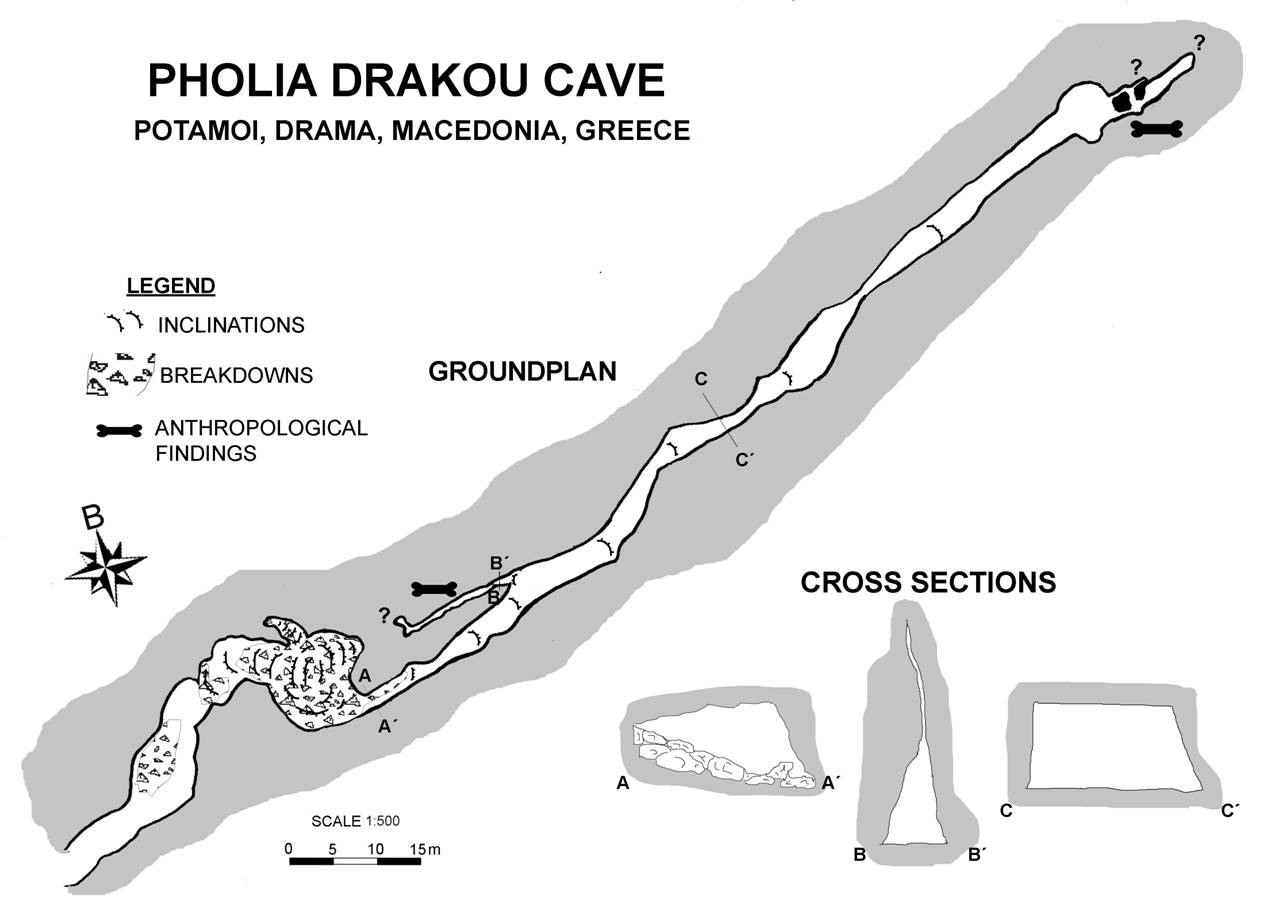 PHOLIA DRAKOU CAVE
POTAMOI, DRAMA, MACEDONIA, GREECE
? ?
LEGEND
INCLINATIONS
BREAKDOWNS
ANTHROPOLOGICAL
FINDINGS
GROUNDPLAN
C
C´
B
B´
B
?
A
A´
CROSS SECTIONS
A A´
B B´
C C´
SCALE 1:500
0 5 10 15m